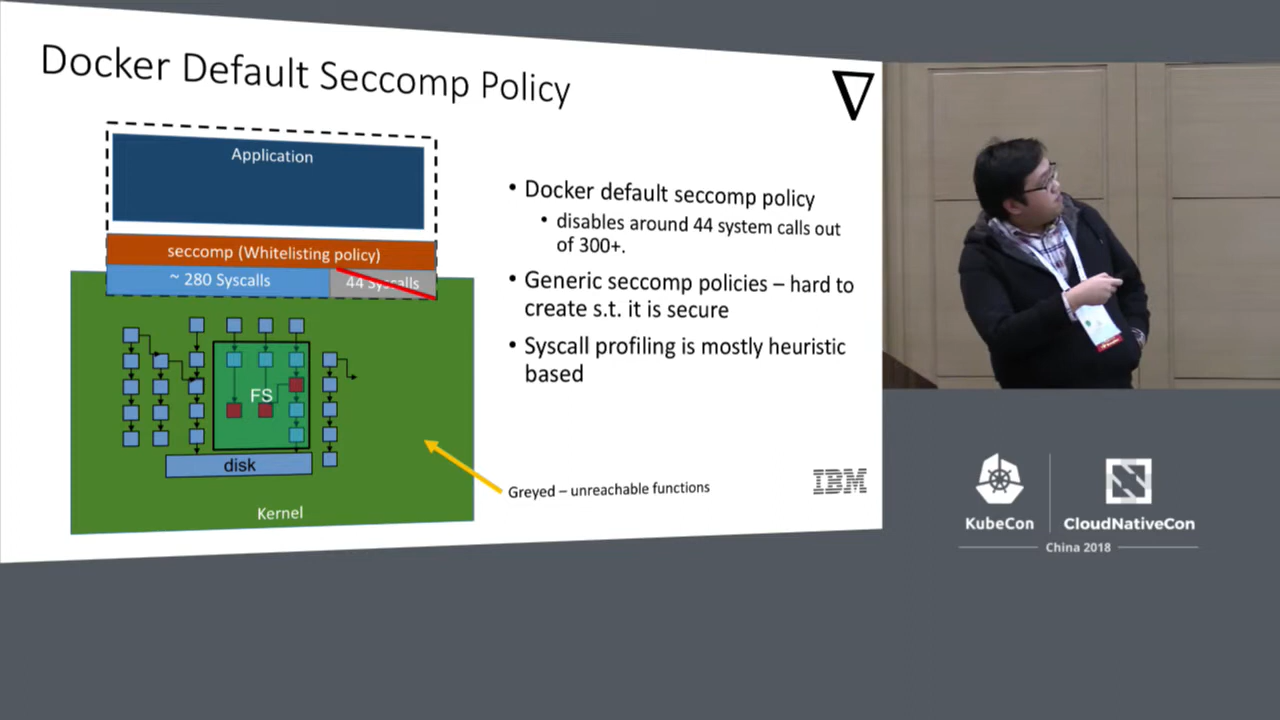 Docker Default Seccomp Policy
Application
seccomp (Whitelisting policy)
~ 280 Syscalls
44 Syscalls
FS
disk
Kernel
• Docker default seccomp policy
• disables around 44 system calls out
of 300+.
• Generic seccomp policies – hard to
create s.t. it is secure
• Syscall profiling is mostly heuristic
based
Greyed – unreachable functions
IBM
KubeCon
CloudNativeCon
China 2018